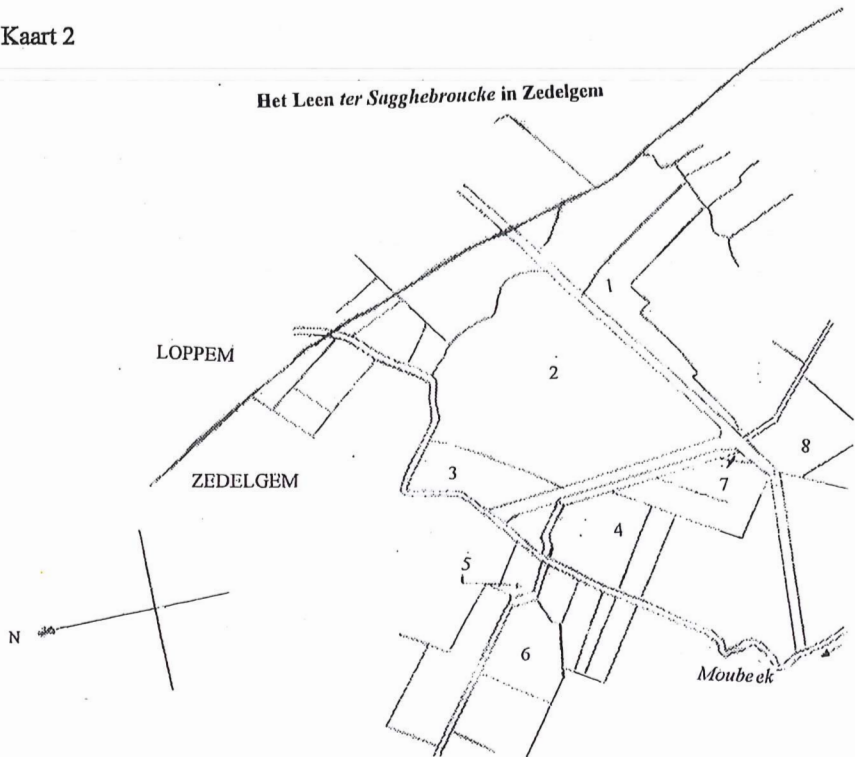 Kaart 2
Het Leen ter Sagghebroucke in Zedelgem
1
LOPPEM
2
ZEDELGEM
3
8
7
4
5
6
N
Moubeek